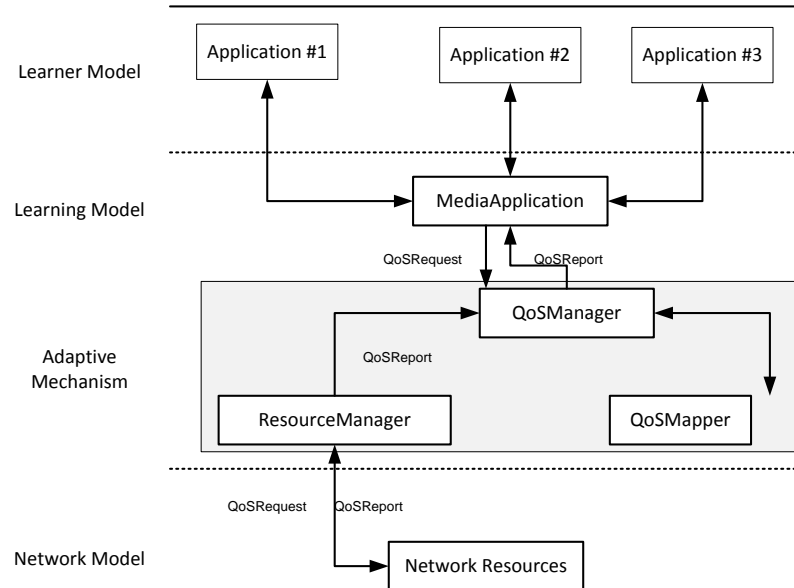 Application #1
Application #2
Application #3
Learner Model
MediaApplication
Learning Model
QoSRequest
QoSReport
QoSManager
Adaptive
Mechanism
QoSReport
ResourceManager
QoSMapper
QoSRequest
QoSReport
Network Model
Network Resources